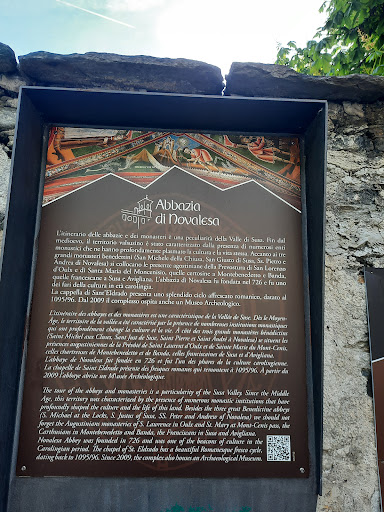 Abbazia
di Novalesa
L'itinerario delle abbazie e dei monasteri è una peculiarità della Valle di Susa. Fin dal
medioevo, il territorio valsusino è stato caratterizzato dalla presenza di numerosi enti
monastici che ne hanno profondamente plasmato la cultura e la vita stessa. Accanto ai tre
grandi monasteri benedettini (San Michele della Chiusa, San Giusto di Susa, Ss. Pietro e
Andrea di Novalesa) si collocano le presenze agostiniane della Prevostura di San Lorenzo
d'Oulx e di Santa Maria del Moncenisio, quelle certosine a Montebenedetto e Banda,
quelle francescane a Susa e Avigliana. L'abbazia di Novalesa fu fondata nel 726 e fu uno
dei fari della cultura in età carolingia.
La cappella di Sant'Eldrado presenta uno splendido ciclo affrescato romanico, datato al
1095/96. Dal 2009 il complesso ospita anche un Museo Archeologico.
L'itinéraire des abbayes et des monastères est une caractéristique de la Vallée de Suse. Dès le Moyen-
Age, le territoire de la vallée a été caractérisé par la présence de nombreuses institutions monastiques
qui ont profondément changé la culture et la vie. A côté des trois grands monastères bénédictins
(Saint Michel aux Cluses, Saint Just de Suse, Saint Pierre et Saint André à Novalesa) se situent les
présences augustiniennes de la Prévôté de Saint Laurent d'Oulx et de Sainte Marie du Mont-Cenis,
celles chartreuses de Montebenedetto et de Banda, celles franciscaines de Suse et d'Avigliana.
L'abbaye de Novalesa fut fondée en 726 et fut l'un des phares de la culture carolingienne.
La chapelle de Saint Eldrade présente des fresques romanes qui remontent à 1095/96. A partir du
2009 l'abbaye abrite un Musée Archéologique.
The tour of the abbeys and monasteries is a particularity of the Susa Valley. Since the Middle
Age, this territory was characterized by the presence of numerous monastic institutions that have
profoundly shaped the culture and the life of this land. Besides the three great Benedictine abbeys
(S. Michael at the Locks, S. Justus of Susa, SS. Peter and Andrew of Novalesa) we should not
forget the Augustinian monasteries of S. Laurence in Oulx and St. Mary at Mont-Cenis pass, the
Carthusians in Montebenedetto and Banda, the Franciscans in Susa and Avigliana.
Novalesa Abbey was founded in 726 and was one of the beacons of culture in the
Carolingian period. The chapel of St. Eldrado has a beautiful Romanesque fresco cycle,
dating back to 1095/96. Since 2009, the complex also houses an Archaeological Museum.